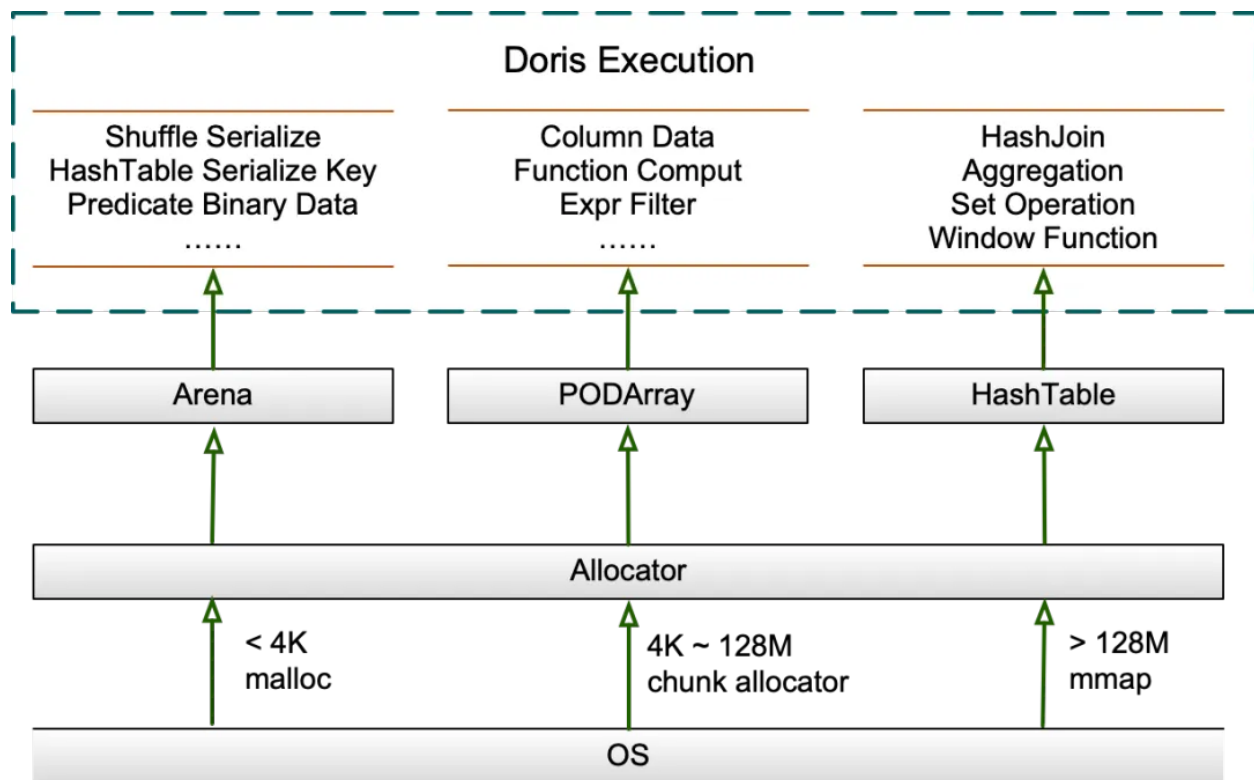 Doris Execution
Shuffle Serialize
HashTable Serialize Key
Predicate Binary Data
……
Column Data
Function Comput
Expr Filter
……
HashJoin
Aggregation
Set Operation
Window Function
Arena
PODArray
HashTable
Allocator
< 4K
malloc
4K ~ 128M
chunk allocator
> 128M
mmap
OS